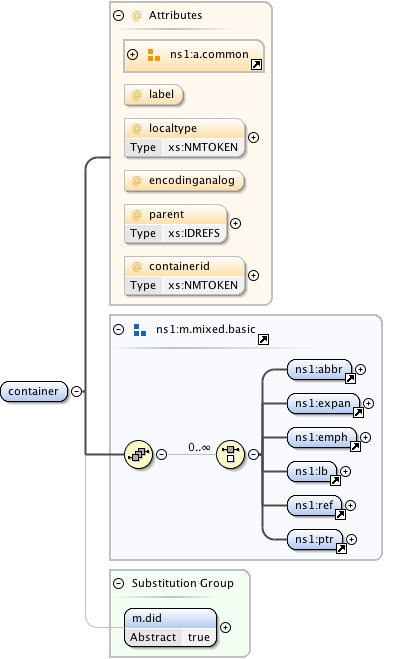 Attributes
ns1:a.common
@ label
@ localtype
Type xs:NMTOKEN
@ encodinganalog
@ parent
Type xs:IDREFS
@ containerid
Type xs:NMTOKEN
ns1:m.mixed.basic
container
0..∞
ns1:abbr
ns1:expan
ns1:emph
ns1:lb
ns1:ref
ns1:ptr
Substitution Group
m.did
Abstract true